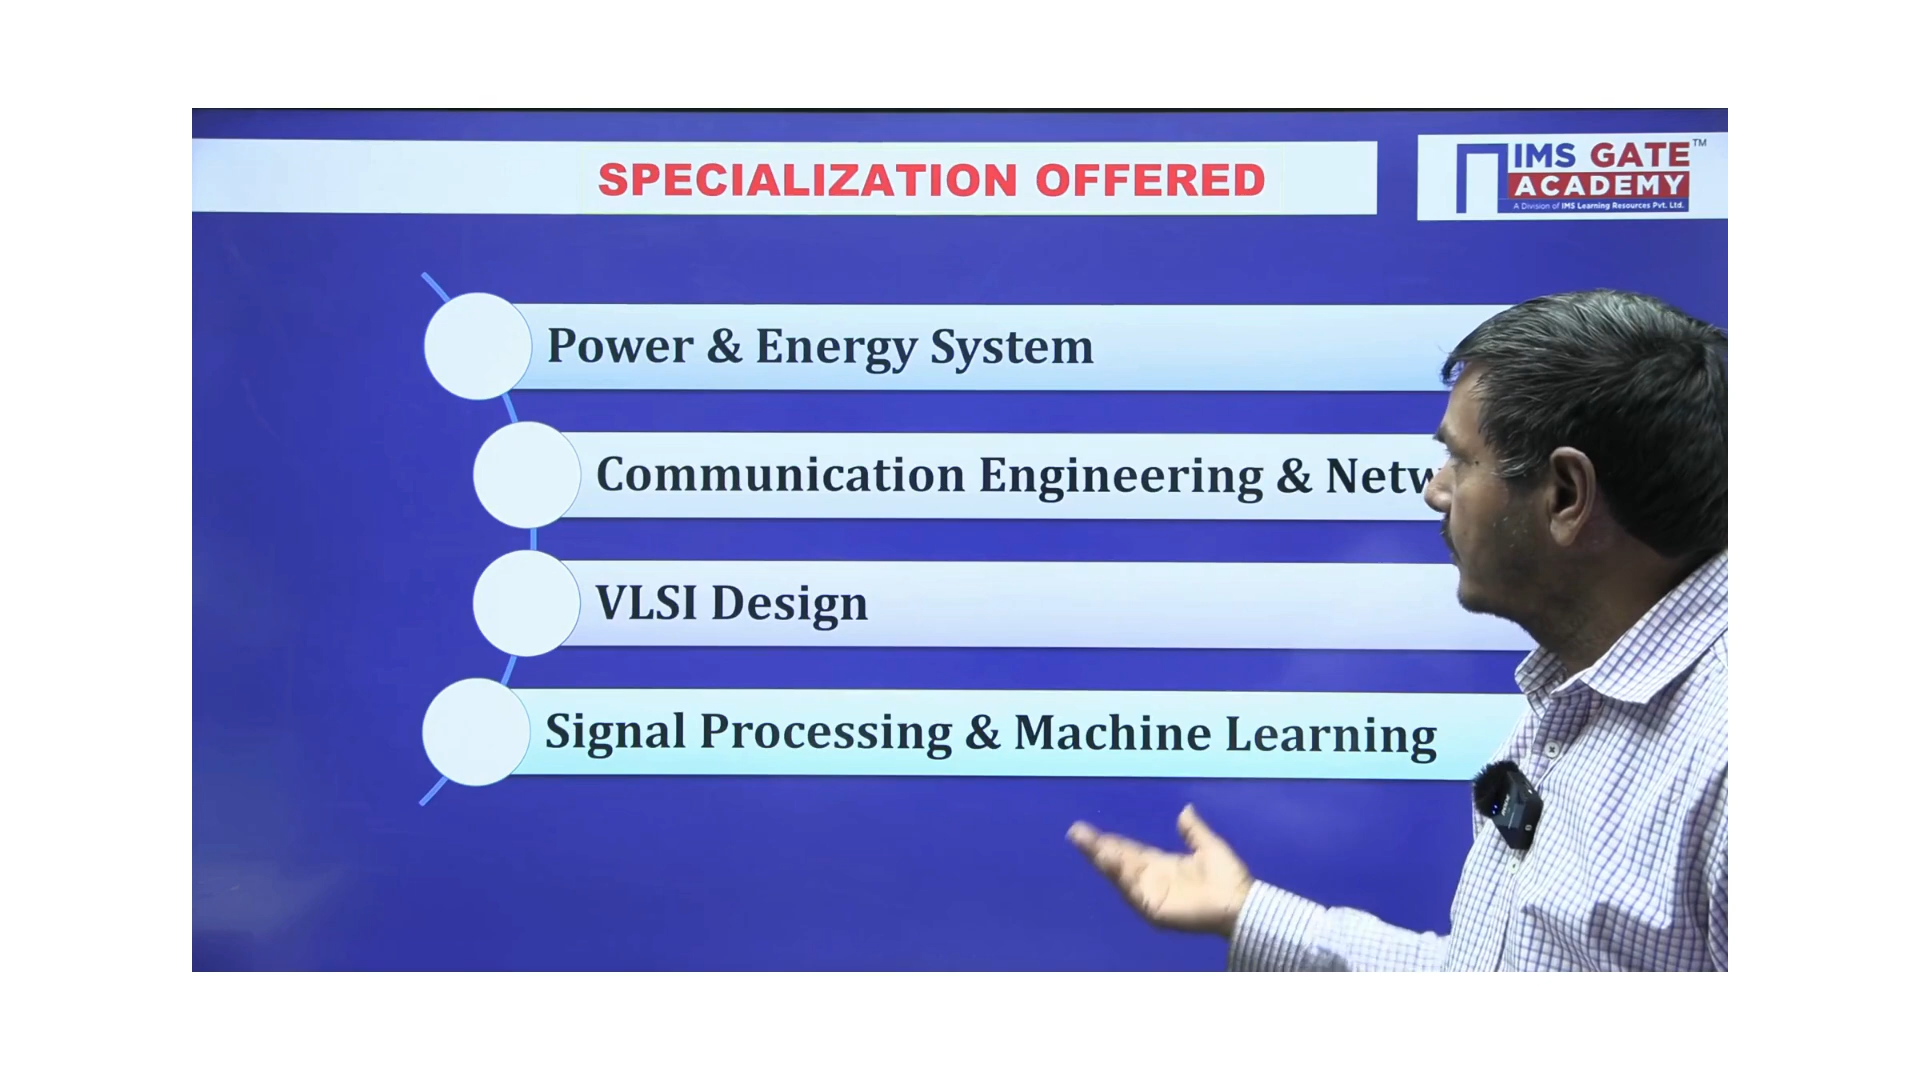 SPECIALIZATION OFFERED
IMS GATE
TM
ACADEMY
A Division of IMS Learning Resources Pvt. Ltd.
Power & Energy System
Communication Engineering &
VLSI Design
Signal Processing & Machine Learning